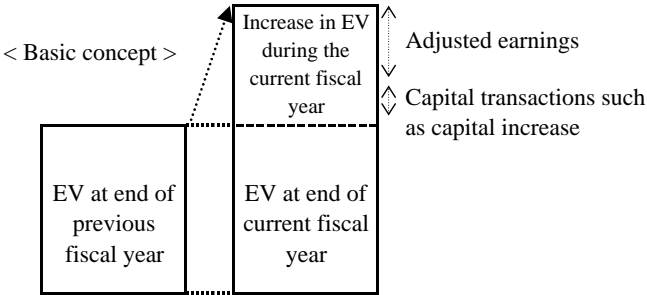 < Basic concept >
Increase in EV
during the
current fiscal
year
Adjusted earnings
Capital transactions such
as capital increase
EV at end of
previous
fiscal year
EV at end of
current fiscal
year